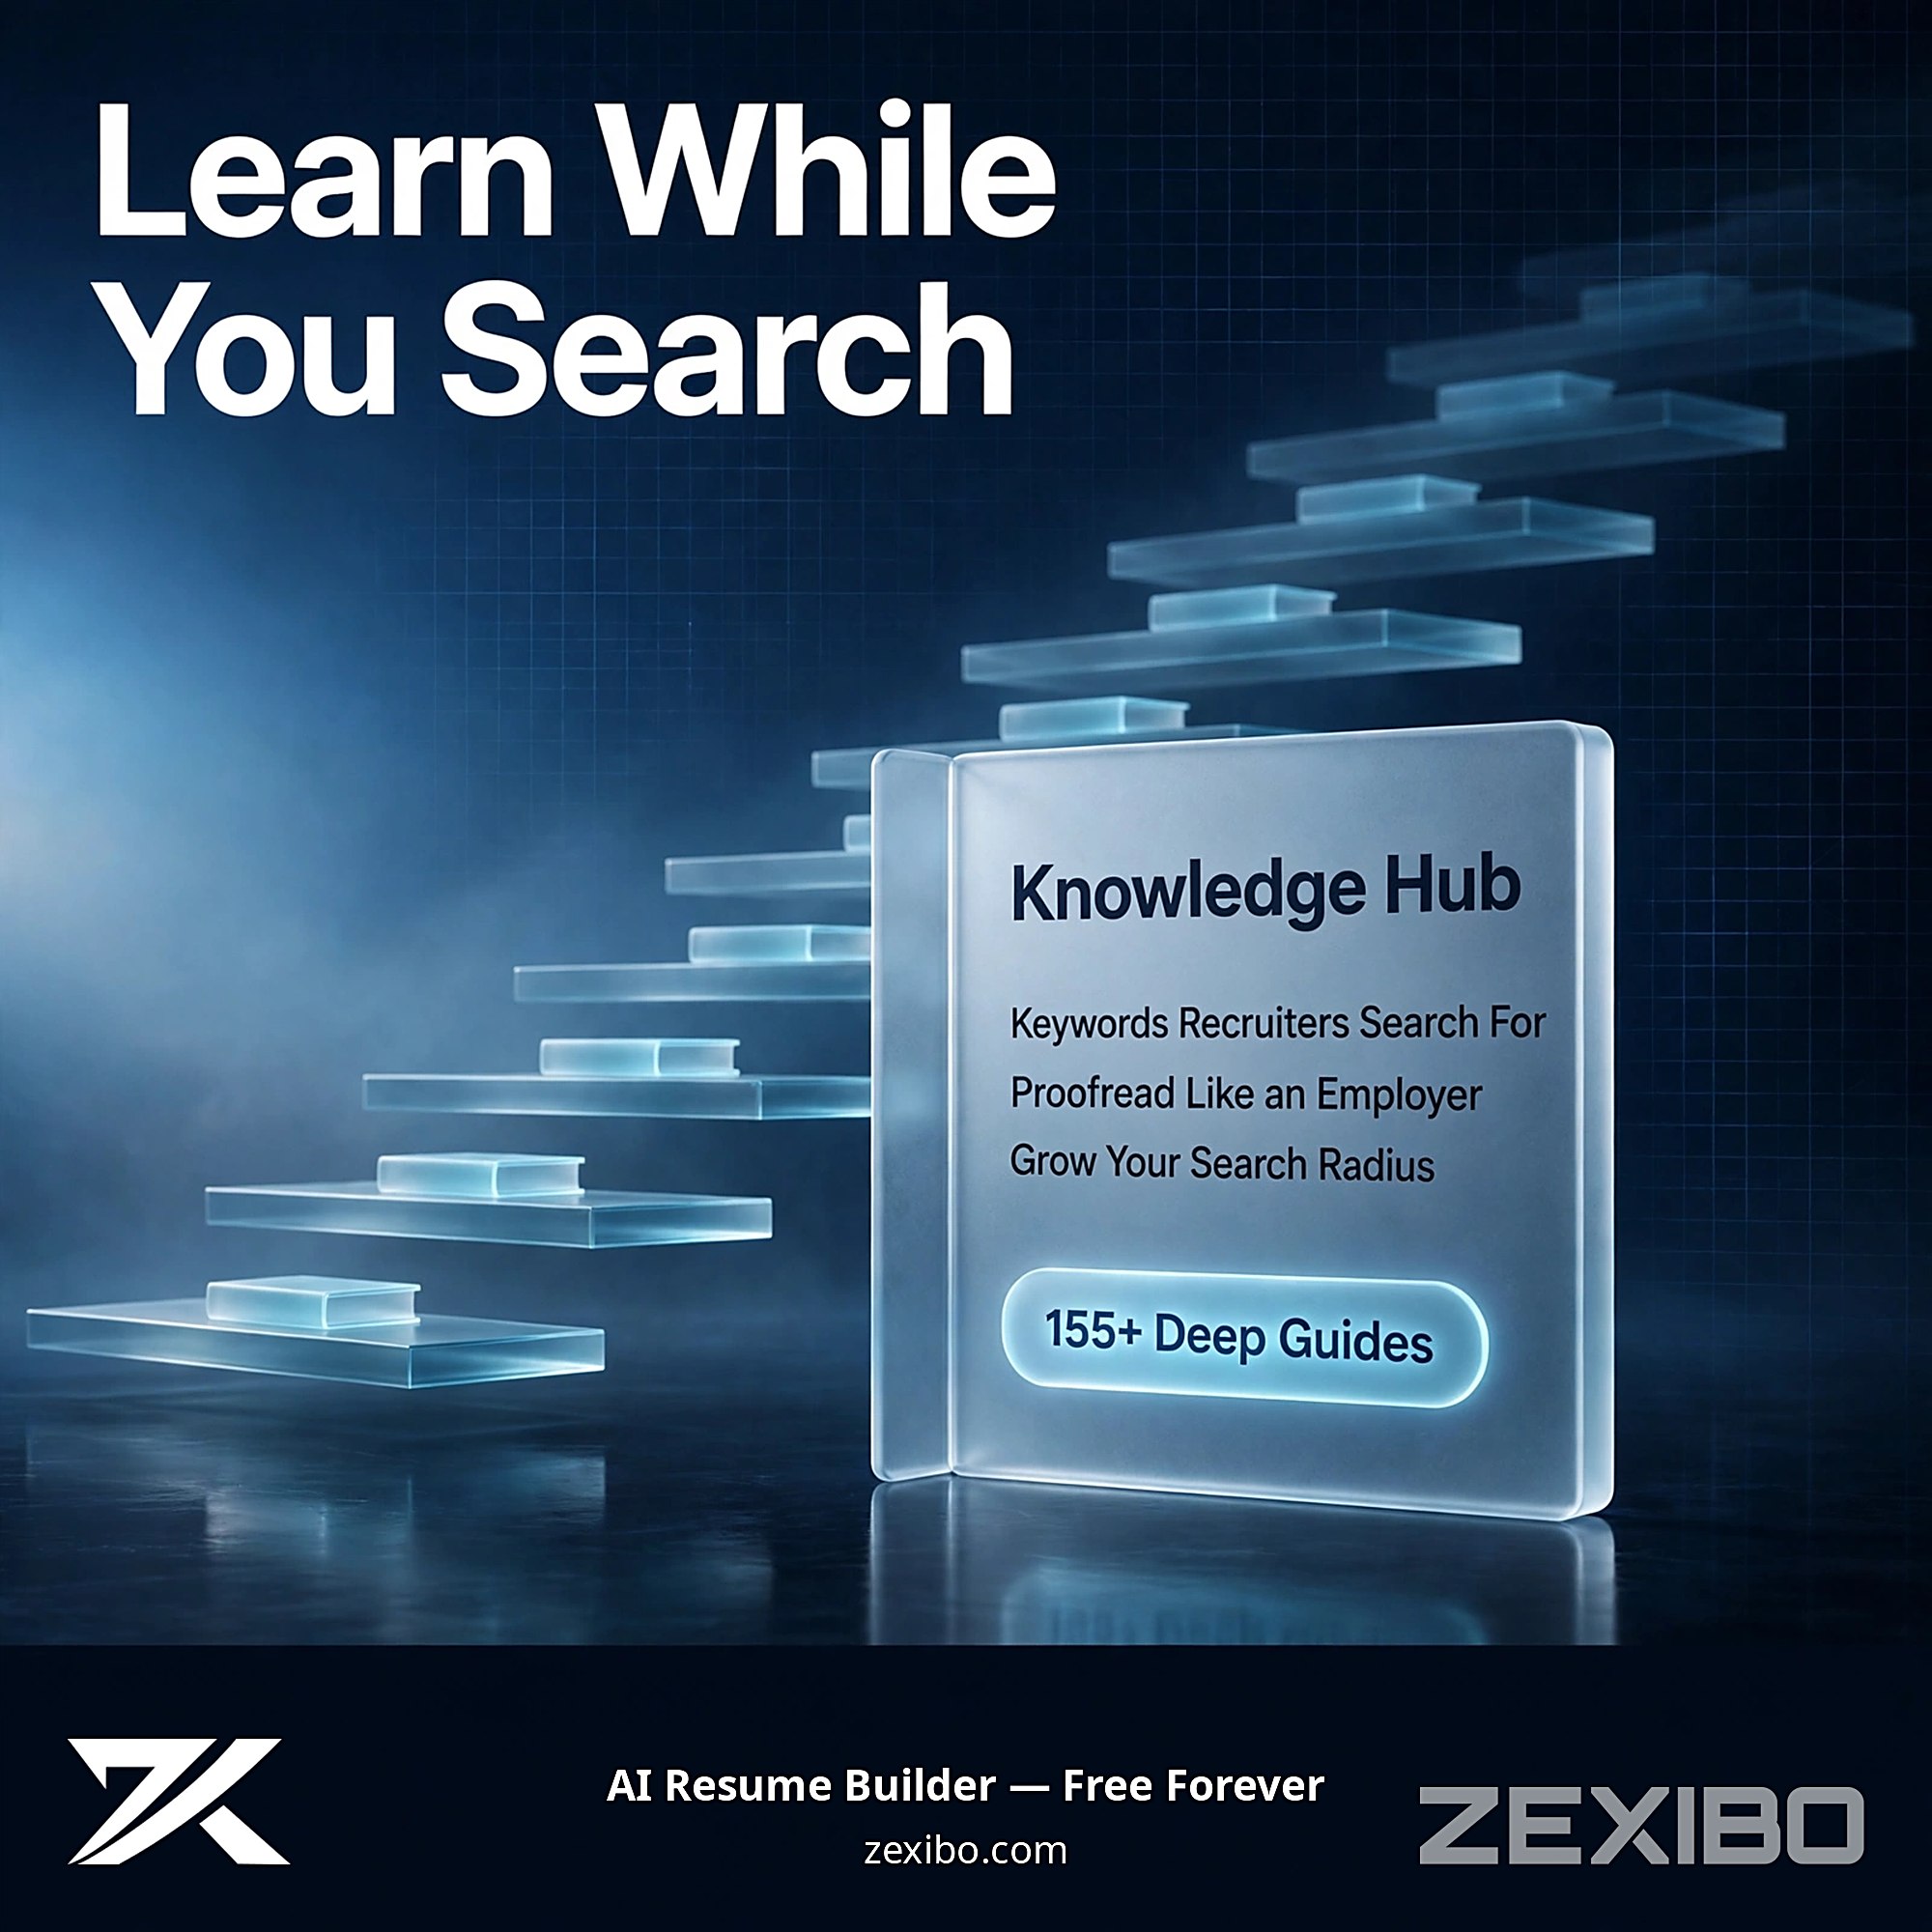 Learn While
You Search
Knowledge Hub
Keywords Recruiters Search For
Proofread Like an Employer
Grow Your Search Radius
155+ Deep Guides
AI Resume Builder — Free Forever
zexibo.com
ZEXIBO